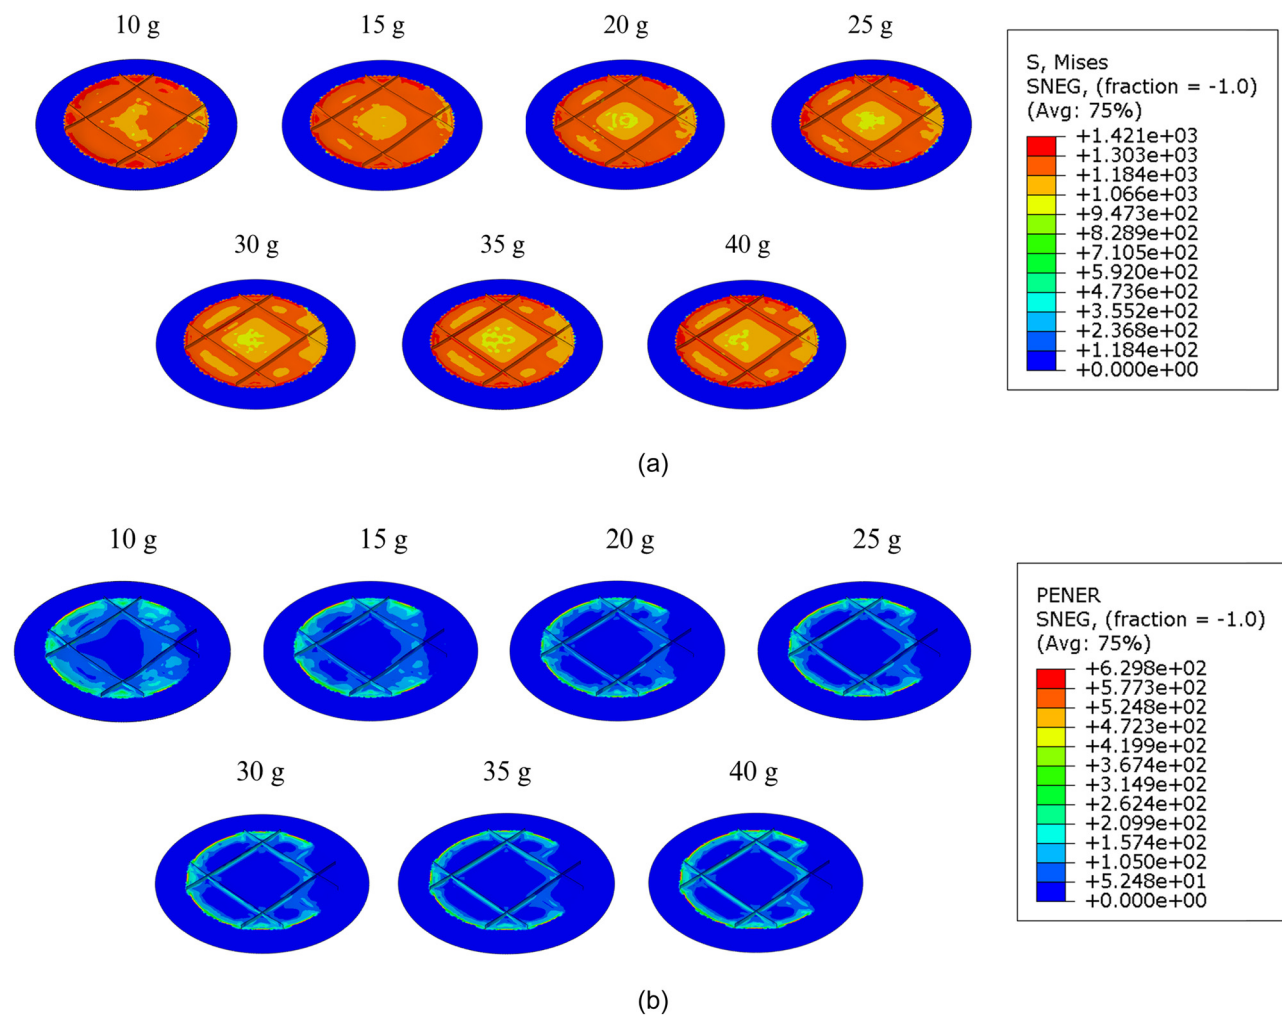 10 g
15 g
20 g
25 g
S, Mises
SNEG, (fraction = -1.0)
(Avg: 75%)
+1.421e+03
+1.303e+03
+1.184e+03
+1.066e+03
+9.473e+02
+8.289e+02
+7.105e+02
+5.920e+02
+4.736e+02
+3.552e+02
+2.368e+02
+1.184e+02
+0.000e+00
30 g
35 g
40 g
(a)
10 g
15 g
20 g
25 g
PENER
SNEG, (fraction = -1.0)
(Avg: 75%)
+6.298e+02
+5.773e+02
+5.248e+02
+4.723e+02
+4.199e+02
+3.674e+02
+3.149e+02
+2.624e+02
+2.099e+02
+1.574e+02
+1.050e+02
+5.248e+01
+0.000e+00
30 g
35 g
40 g
(b)